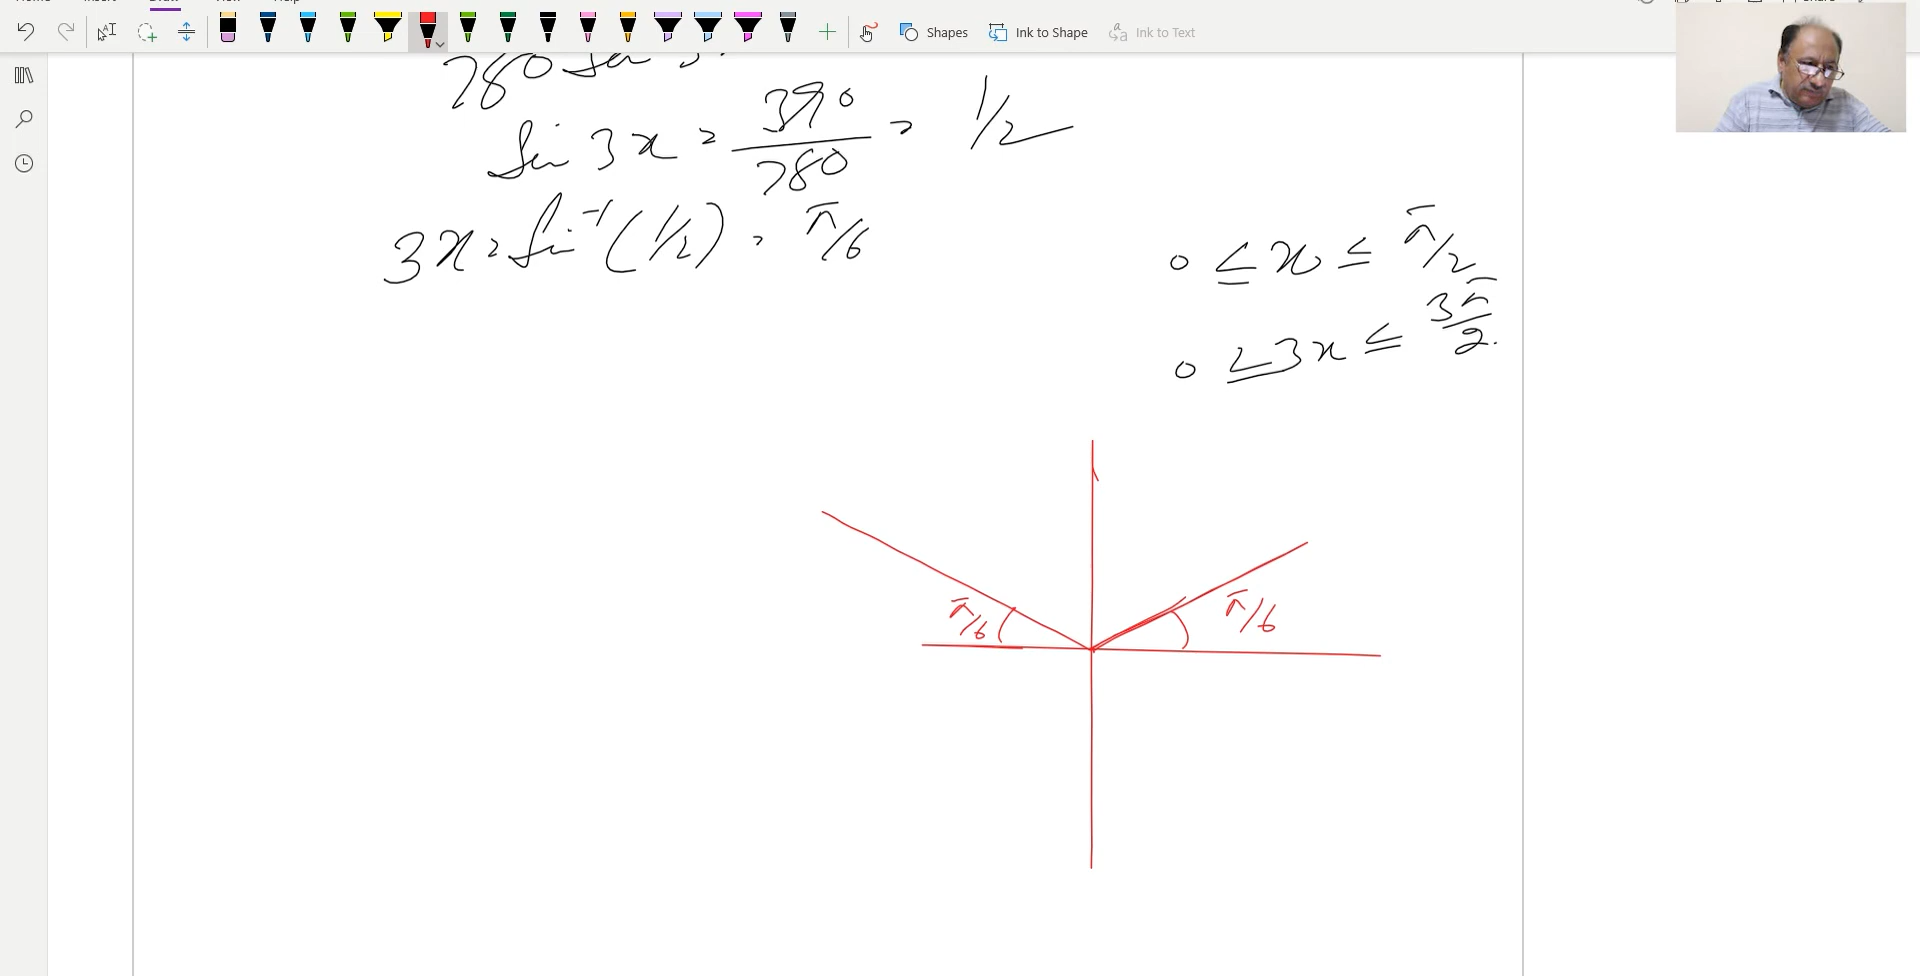 Shapes Ink to Shape Ink to Text
780 Sin 3
Sin 3x = 390/780 = 1/2
3x = Sin⁻¹(1/2) = π/6
0 ≤ x ≤ π/2
0 ≤ 3x ≤ 3π/2
π/6 π/6